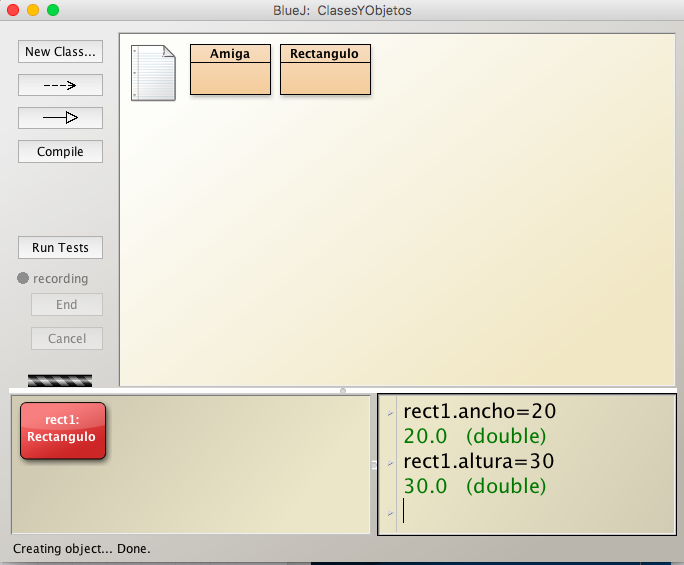 BlueJ: ClasesYObjetos
New Class...
Compile
Run Tests
recording
End
Cancel
Amiga
Rectangulo
rect1:
Rectangulo
rect1.ancho=20
20.0 (double)
rect1.altura=30
30.0 (double)
Creating object... Done.